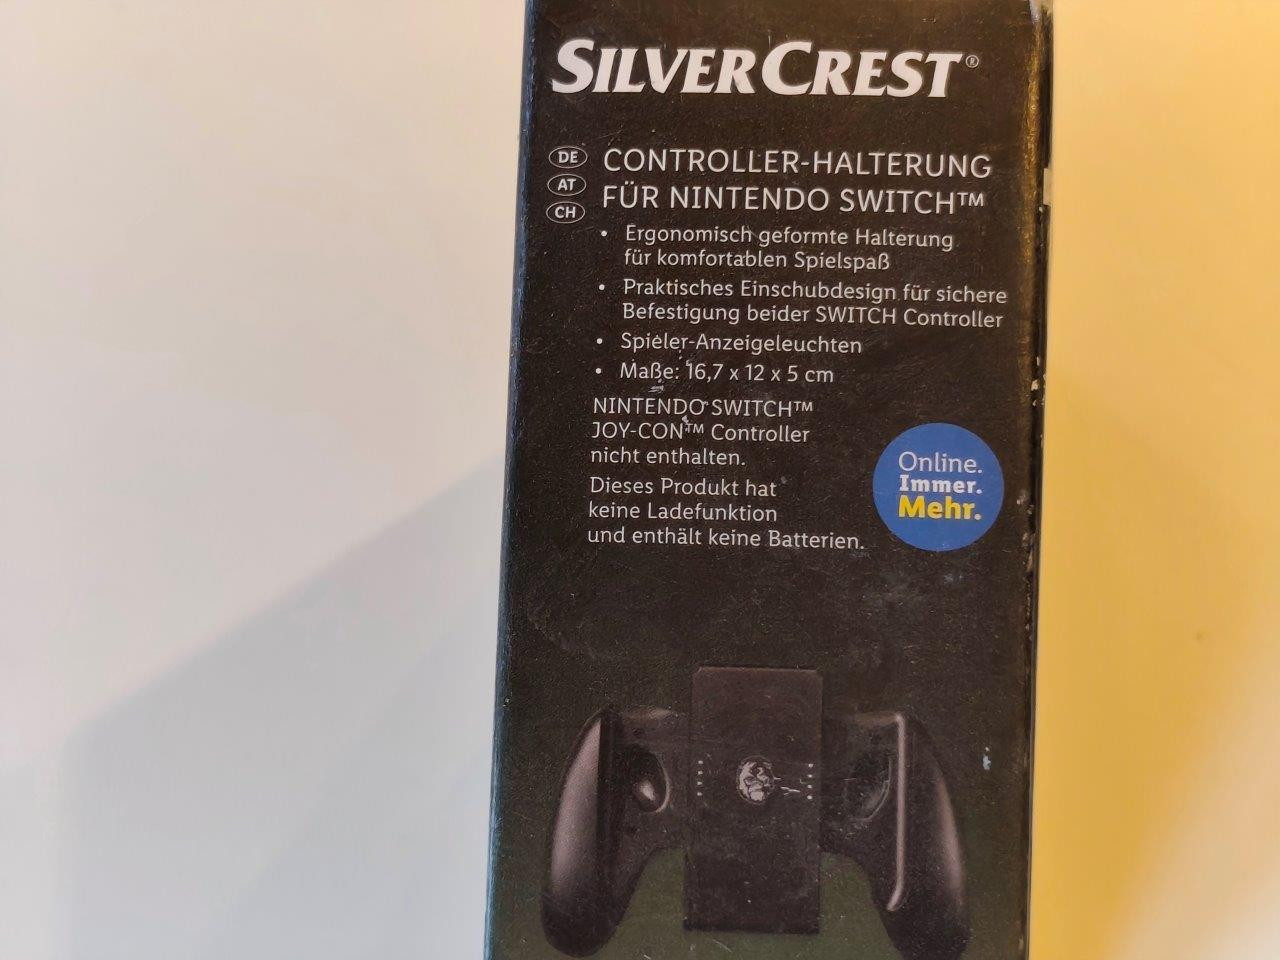 SILVERCREST®
DE
AT
CH
CONTROLLER-HALTERUNG
FÜR NINTENDO SWITCH™
• Ergonomisch geformte Halterung
für komfortablen Spielspaß
• Praktisches Einschubdesign für sichere
Befestigung beider SWITCH Controller
• Spieler-Anzeigeleuchten
• Maße: 16,7 x 12 x 5 cm
NINTENDO SWITCH™
JOY-CON™ Controller
nicht enthalten.
Dieses Produkt hat
keine Ladefunktion
und enthält keine Batterien.
Online.
Immer.
Mehr.